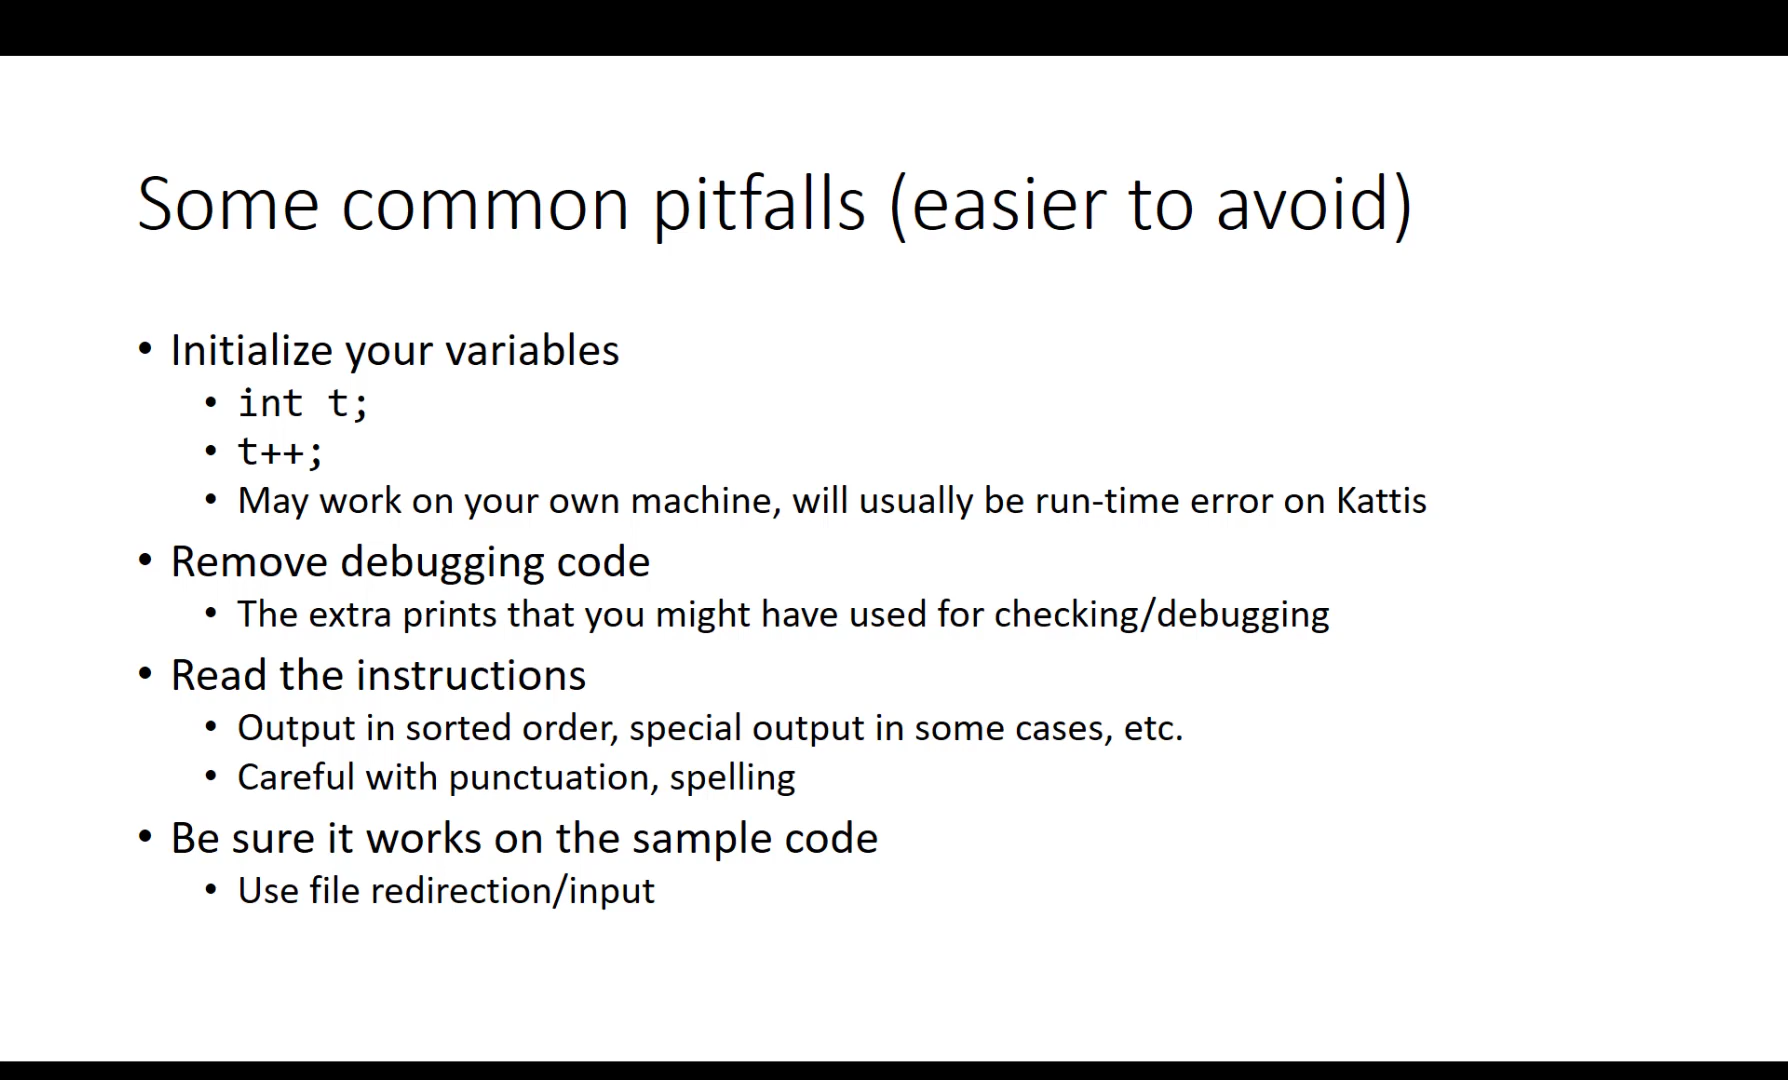 Some common pitfalls (easier to avoid)
• Initialize your variables
• int t;
• t++;
• May work on your own machine, will usually be run-time error on Kattis
• Remove debugging code
• The extra prints that you might have used for checking/debugging
• Read the instructions
• Output in sorted order, special output in some cases, etc.
• Careful with punctuation, spelling
• Be sure it works on the sample code
• Use file redirection/input